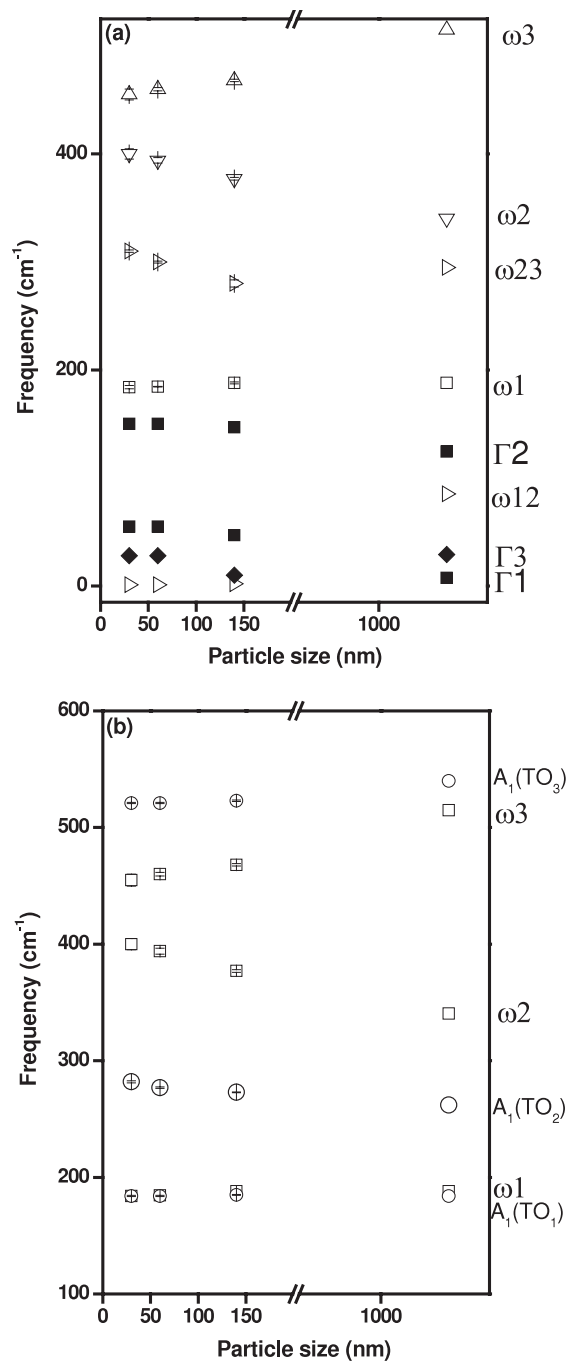 (a)
ω3
400
ω2
ω23
Frequency (cm⁻¹)
200
ω1
Γ2
ω12
Γ3
0
Γ1
0 50 100 150 1000
Particle size (nm)
600
(b)
A₁(TO₃)
ω3
500
400
Frequency (cm⁻¹)
ω2
300
A₁(TO₂)
200
ω1
A₁(TO₁)
100
0 50 100 150 1000
Particle size (nm)